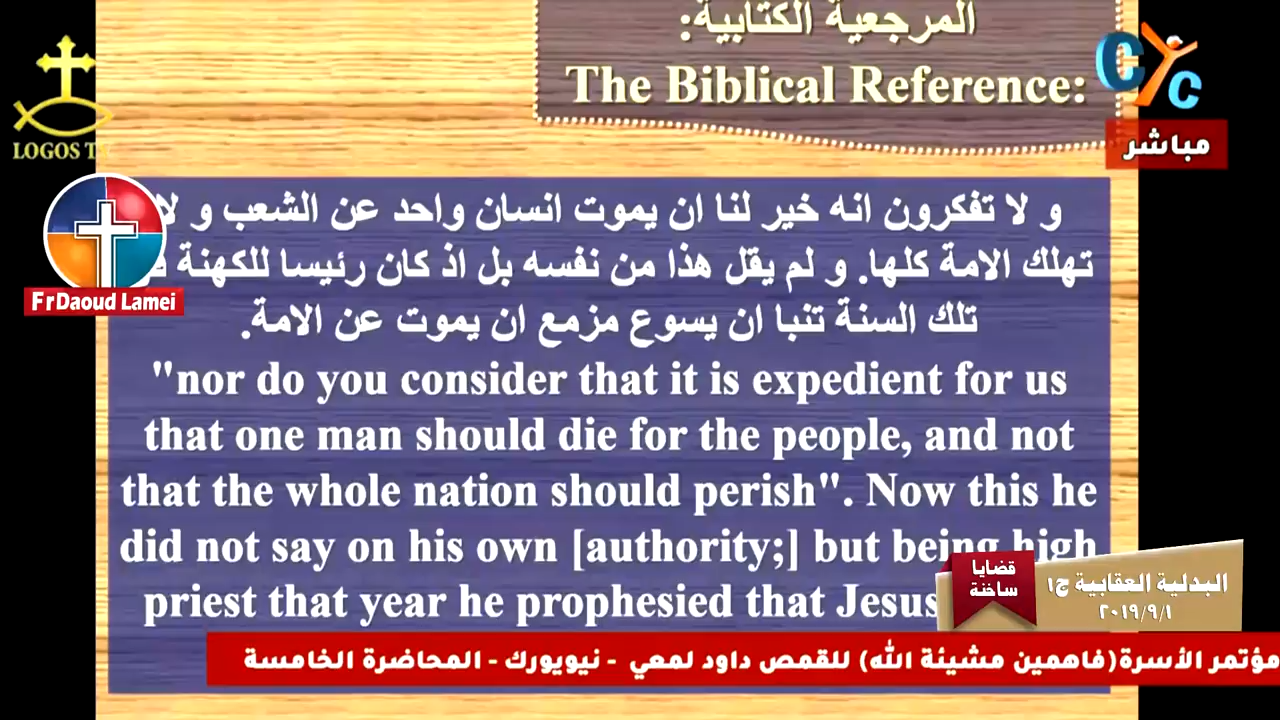 المرجعية الكتابية:
The Biblical Reference:
CYC
مباشر
LOGOS TV
FrDaoud Lamei
و لا تفكرون انه خير لنا ان يموت انسان واحد عن الشعب و لا
تهلك الامة كلها. و لم يقل هذا من نفسه بل اذ كان رئيسا للكهنة
تلك السنة تنبا ان يسوع مزمع ان يموت عن الامة.
"nor do you consider that it is expedient for us
that one man should die for the people, and not
that the whole nation should perish". Now this he
did not say on his own [authority;] but being high
priest that year he prophesied that Jesus
قضايا
ساخنة
البدلية العقابية ج١
٢٠١٩/٩/١
مؤتمر الأسرة(فاهمين مشيئة الله) للقمص داود لمعي - نيويورك - المحاضرة الخامسة